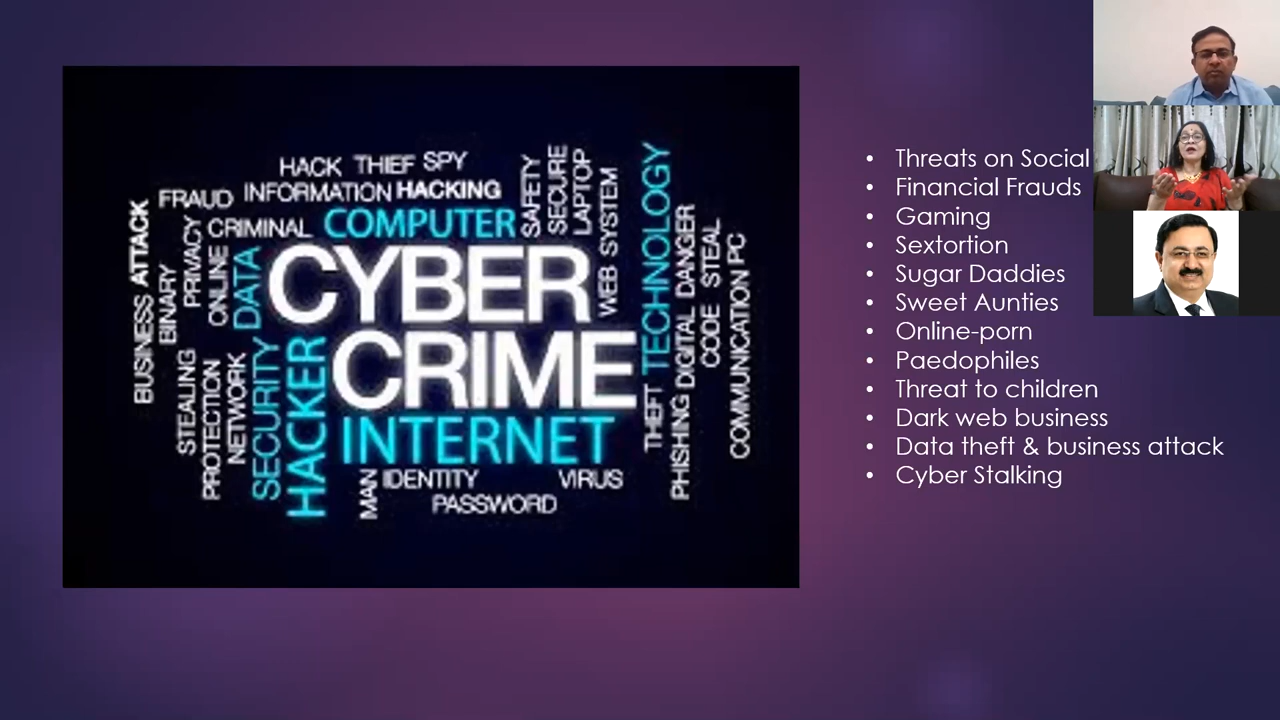 HACK THIEF SPY
FRAUD INFORMATION HACKING
CRIMINAL COMPUTER
CYBER
CRIME
INTERNET
MAN IDENTITY VIRUS
PASSWORD
BUSINESS ATTACK
BINARY PRIVACY
ONLINE DATA
STEALING
PROTECTION
NETWORK
SECURITY
HACKER
SAFETY
SECURE
LAPTOP
WEB SYSTEM
THEFT TECHNOLOGY
PHISHING DIGITAL DANGER
CODE STEAL
COMMUNICATION PC
• Threats on Social
• Financial Frauds
• Gaming
• Sextortion
• Sugar Daddies
• Sweet Aunties
• Online-porn
• Paedophiles
• Threat to children
• Dark web business
• Data theft & business attack
• Cyber Stalking